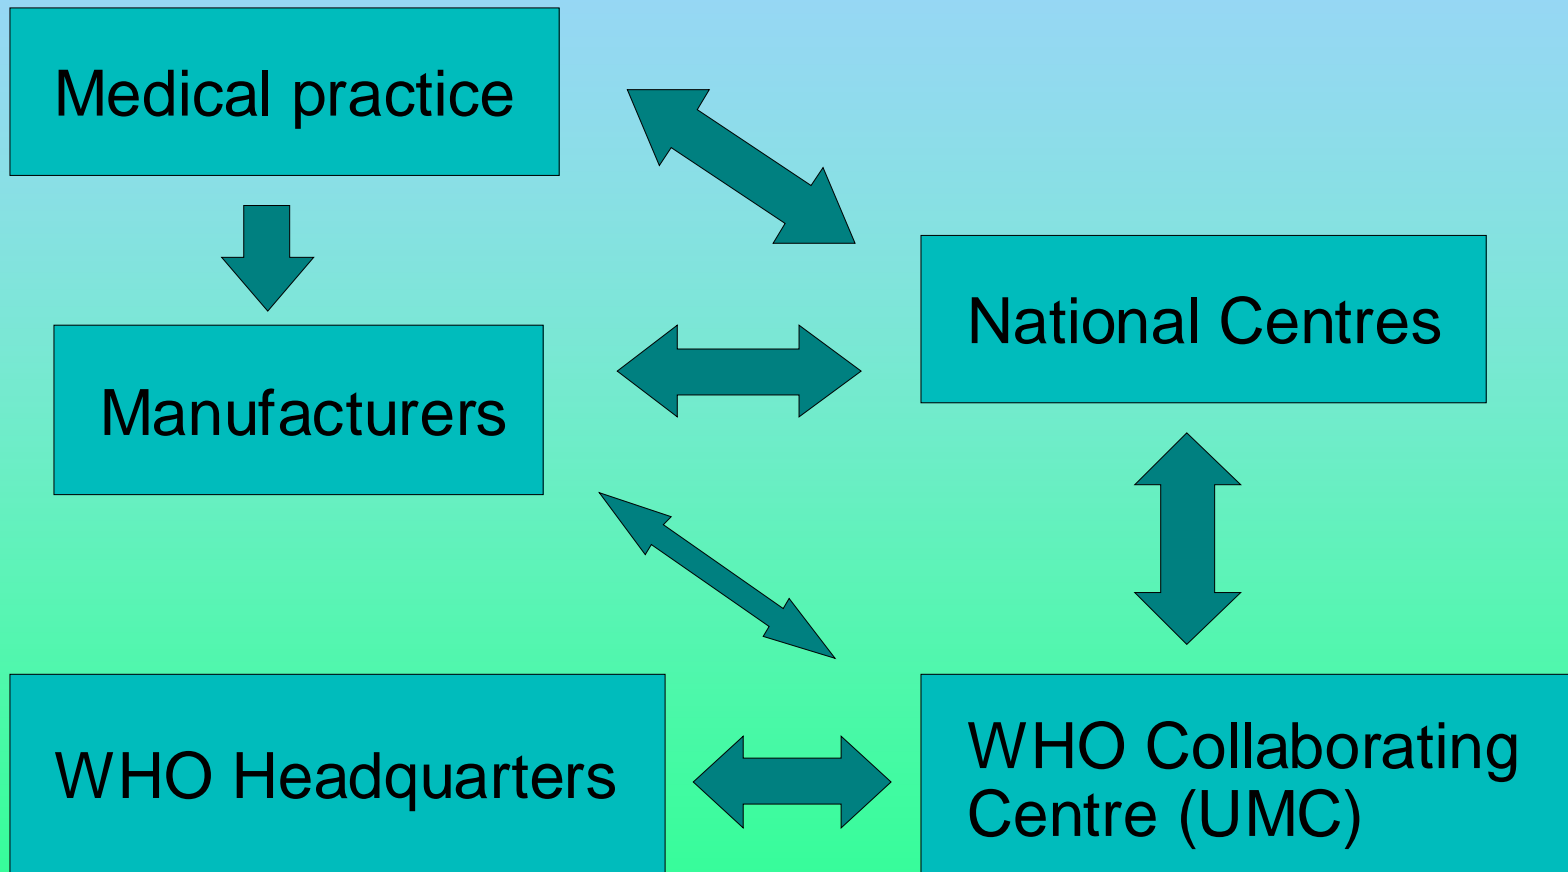 Medical practice
National Centres
Manufacturers
WHO Headquarters
WHO Collaborating
Centre (UMC)